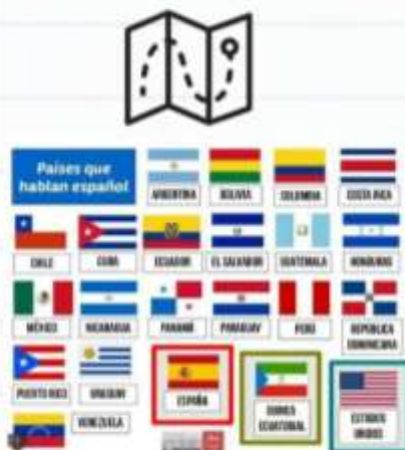 Países que
hablan español
ARGENTINA
BOLIVIA
COLOMBIA
COSTA RICA
CHILE
CUBA
ECUADOR
EL SALVADOR
GUATEMALA
HONDURAS
MÉXICO
NICARAGUA
PANAMÁ
PARAGUAY
PERÚ
REPÚBLICA
DOMINICANA
PUERTO RICO
URUGUAY
ESPAÑA
GUINEA
ECUATORIAL
ESTADOS
UNIDOS
VENEZUELA